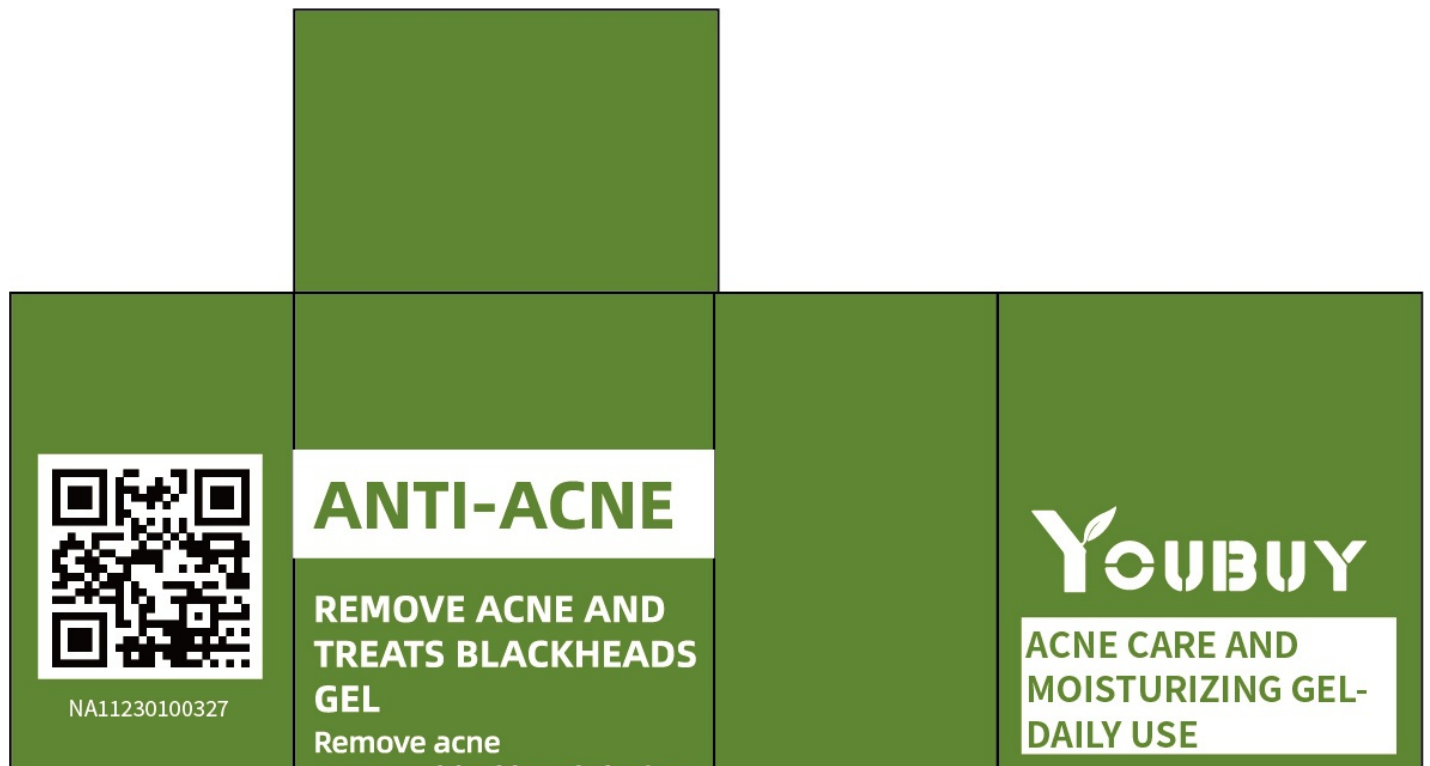 NA11230100327
ANTI-ACNE
REMOVE ACNE AND
TREATS BLACKHEADS
GEL
Remove acne
YOUBUY
ACNE CARE AND
MOISTURIZING GEL-
DAILY USE